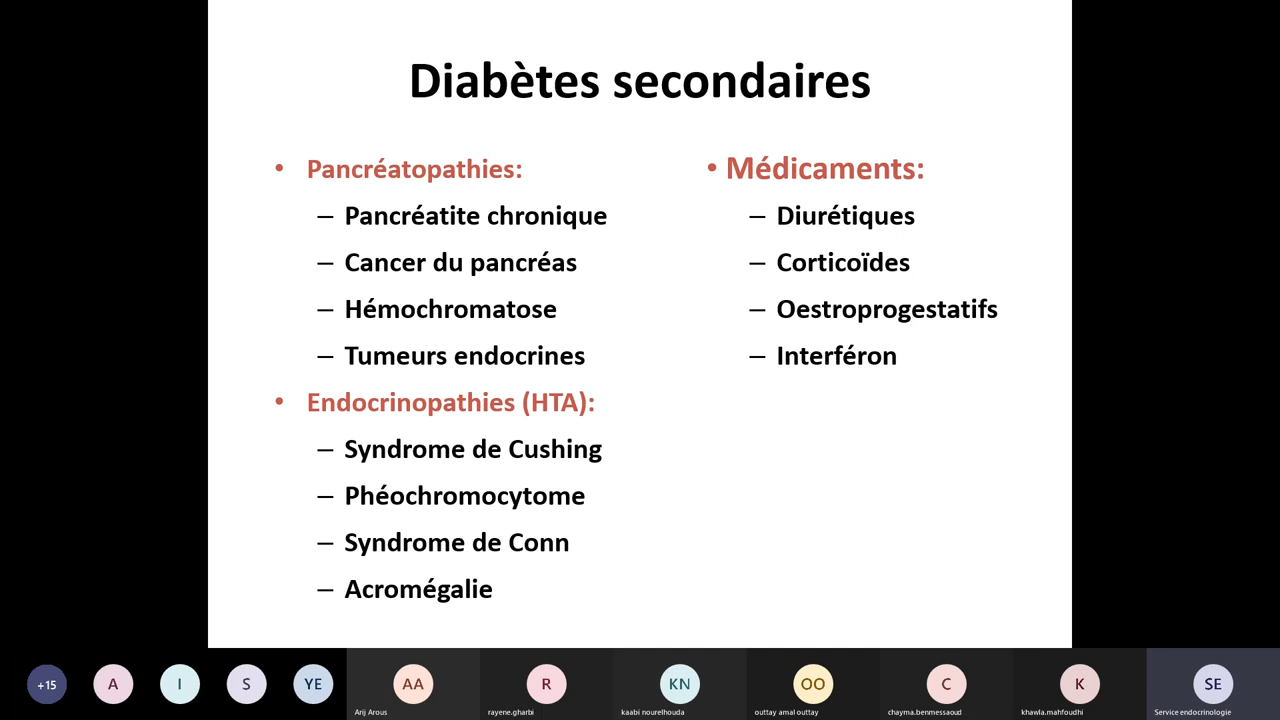 Diabètes secondaires
• Pancréatopathies:
– Pancréatite chronique
– Cancer du pancréas
– Hémochromatose
– Tumeurs endocrines
• Endocrinopathies (HTA):
– Syndrome de Cushing
– Phéochromocytome
– Syndrome de Conn
– Acromégalie
• Médicaments:
– Diurétiques
– Corticoïdes
– Oestroprogestatifs
– Interféron
+15 A I S YE AA R KN OO C K SE
Arij Arous rayene.gharbi kaabi nourelhouda outtay amal outtay chayma.benmessaoud khawla.mahfoudhi Service endocrinologie